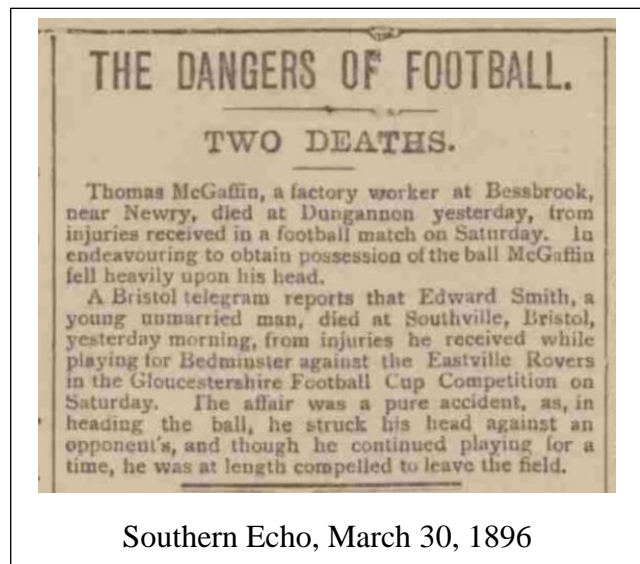 THE DANGERS OF FOOTBALL.
TWO DEATHS.
Thomas McGaffin, a factory worker at Bessbrook,
near Newry, died at Dungannon yesterday, from
injuries received in a football match on Saturday. In
endeavouring to obtain possession of the ball McGaffin
fell heavily upon his head.
A Bristol telegram reports that Edward Smith, a
young unmarried man, died at Southville, Bristol,
yesterday morning, from injuries he received while
playing for Bedminster against the Eastville Rovers
in the Gloucestershire Football Cup Competition on
Saturday. The affair was a pure accident, as, in
heading the ball, he struck his head against an
opponent's, and though he continued playing for a
time, he was at length compelled to leave the field.
Southern Echo, March 30, 1896